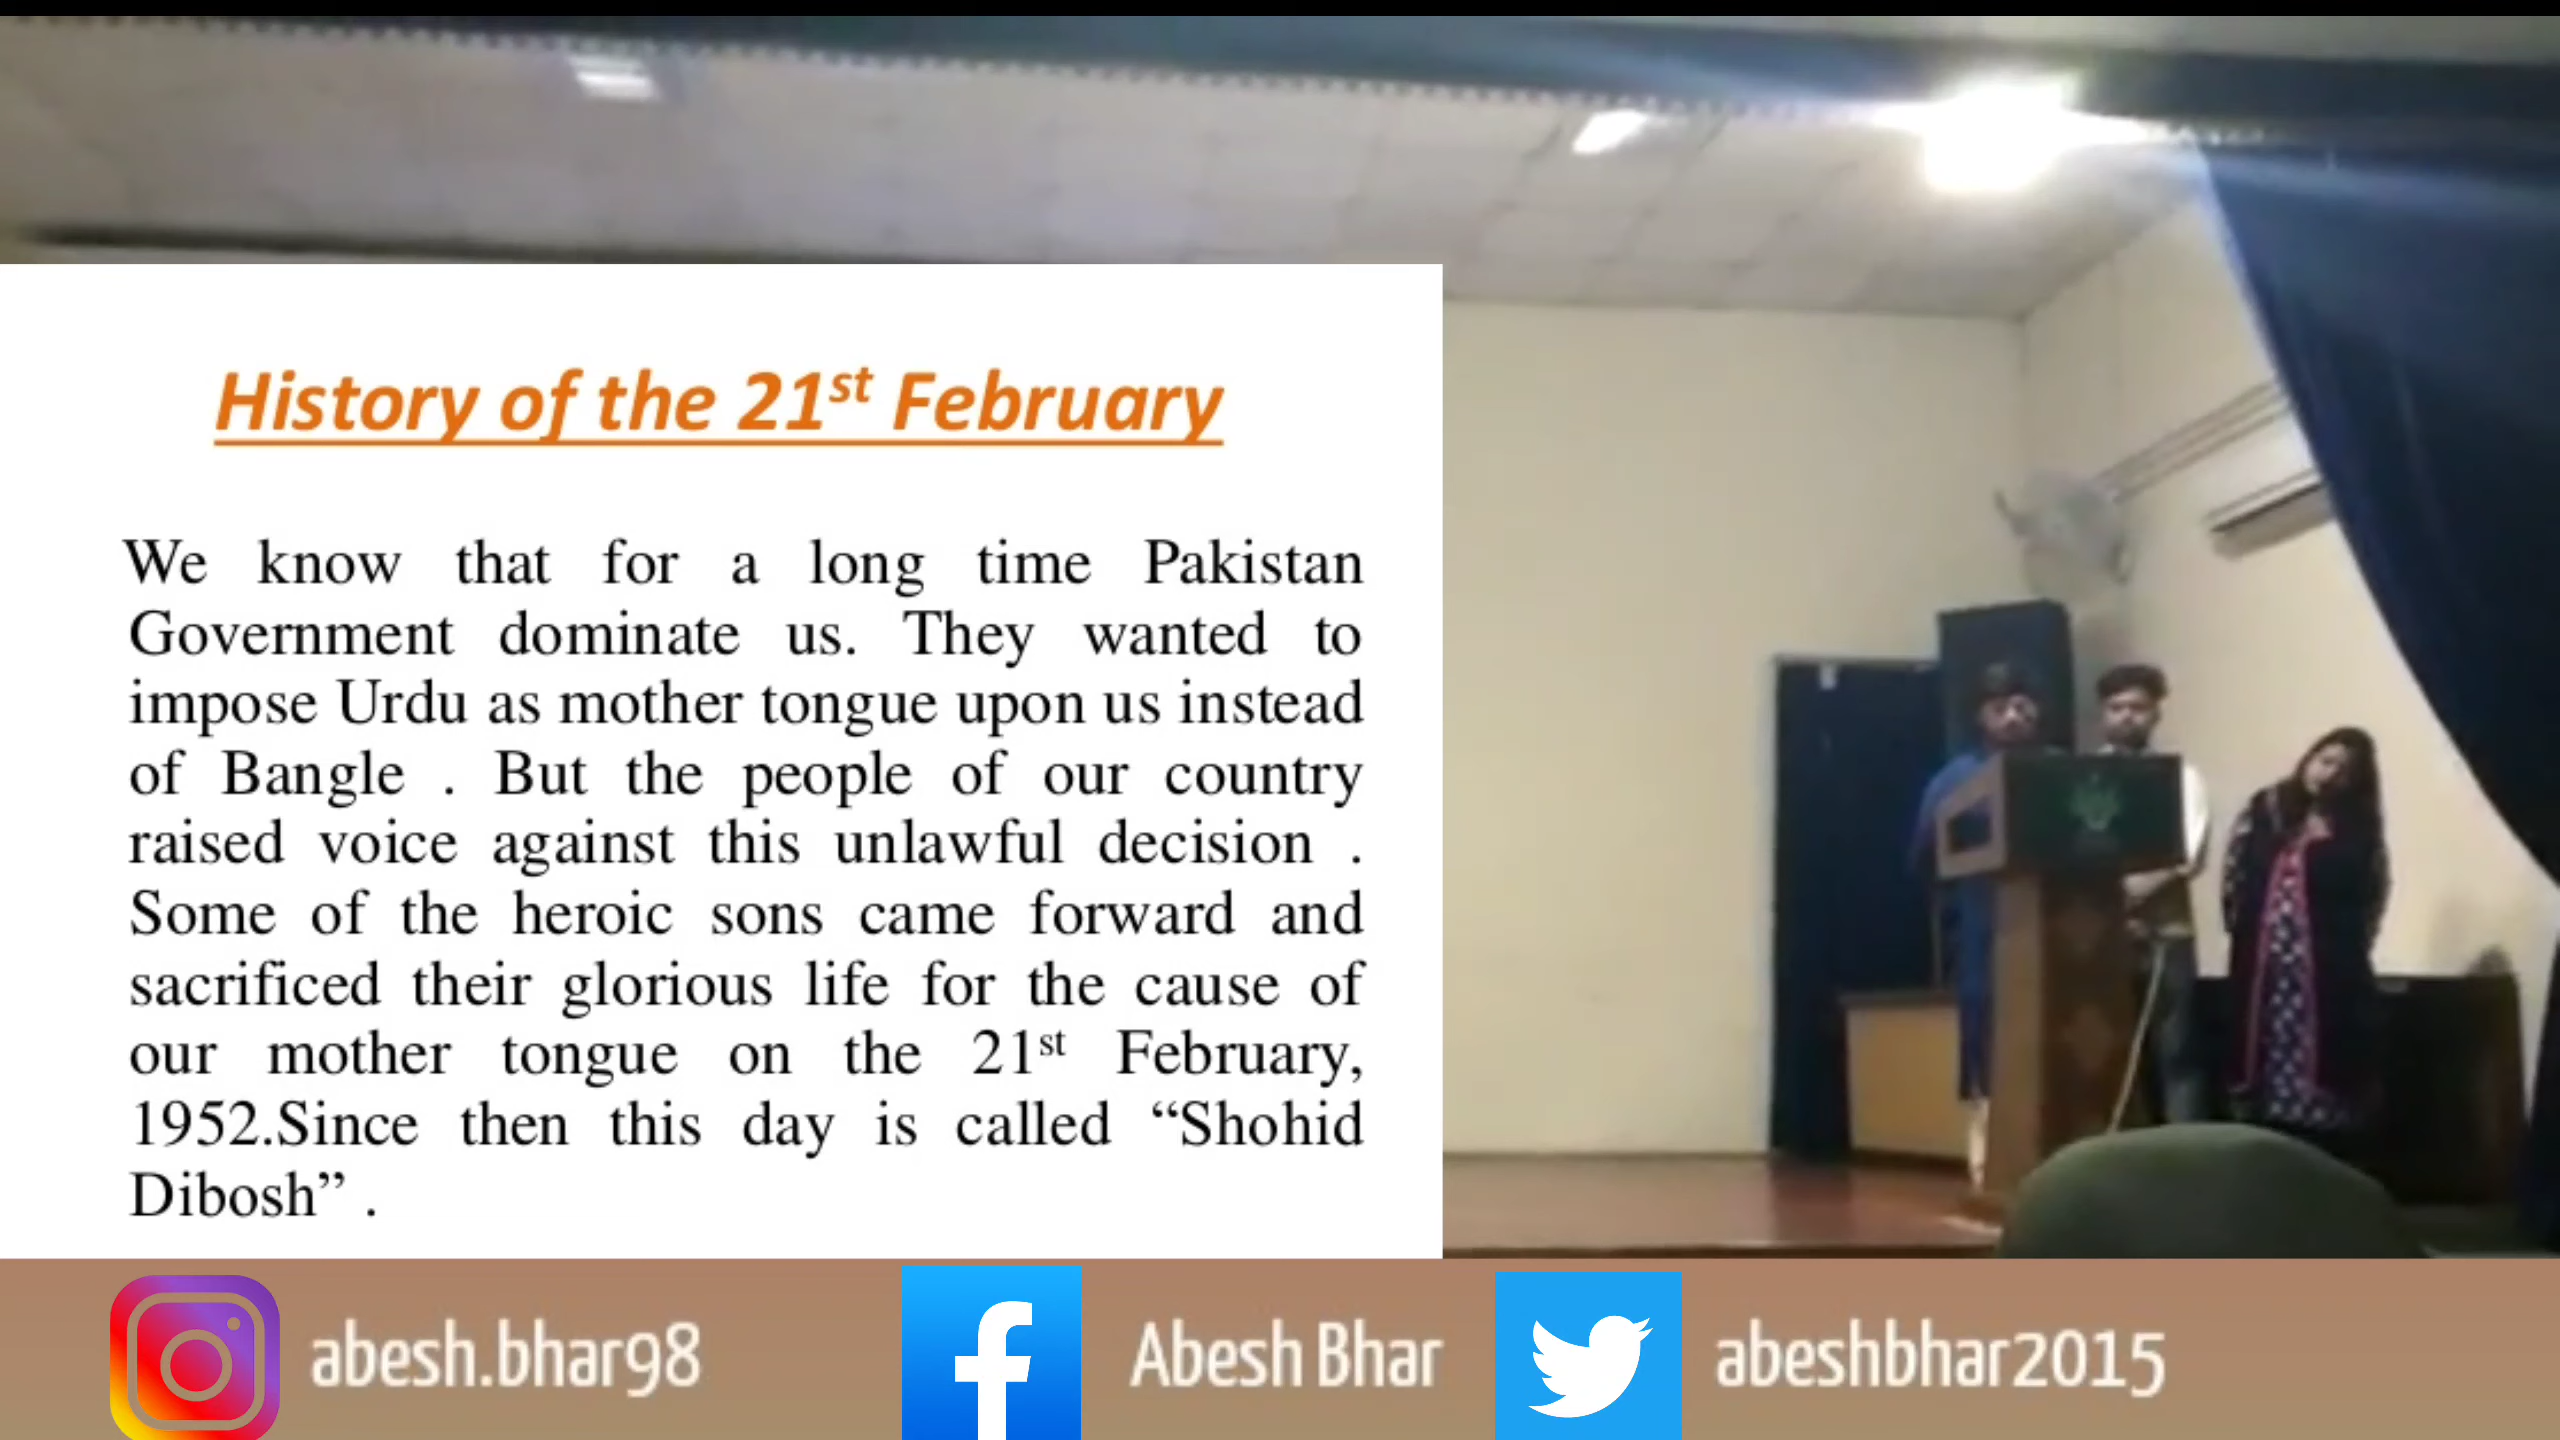 History of the 21st February
We know that for a long time Pakistan
Government dominate us. They wanted to
impose Urdu as mother tongue upon us instead
of Bangle . But the people of our country
raised voice against this unlawful decision .
Some of the heroic sons came forward and
sacrificed their glorious life for the cause of
our mother tongue on the 21st February,
1952.Since then this day is called “Shohid
Dibosh” .
abesh.bhar98
Abesh Bhar
abeshbhar2015